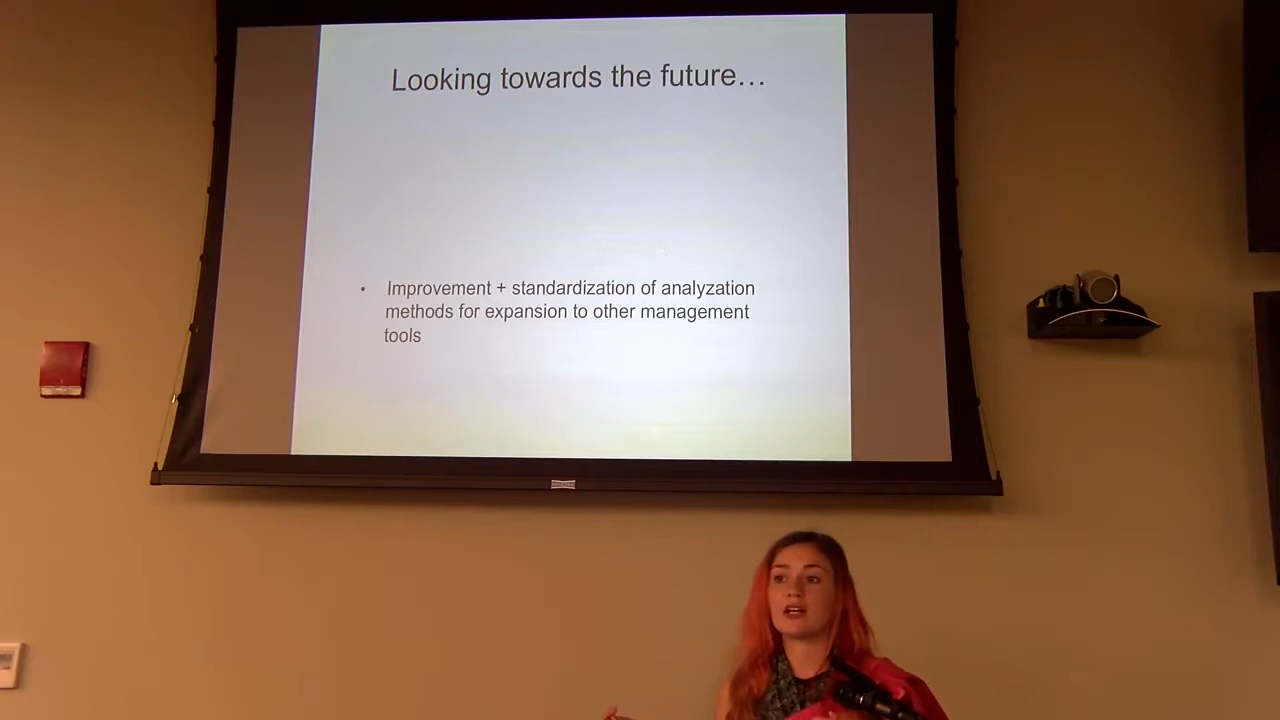 Looking towards the future…
• Improvement + standardization of analyzation
methods for expansion to other management
tools